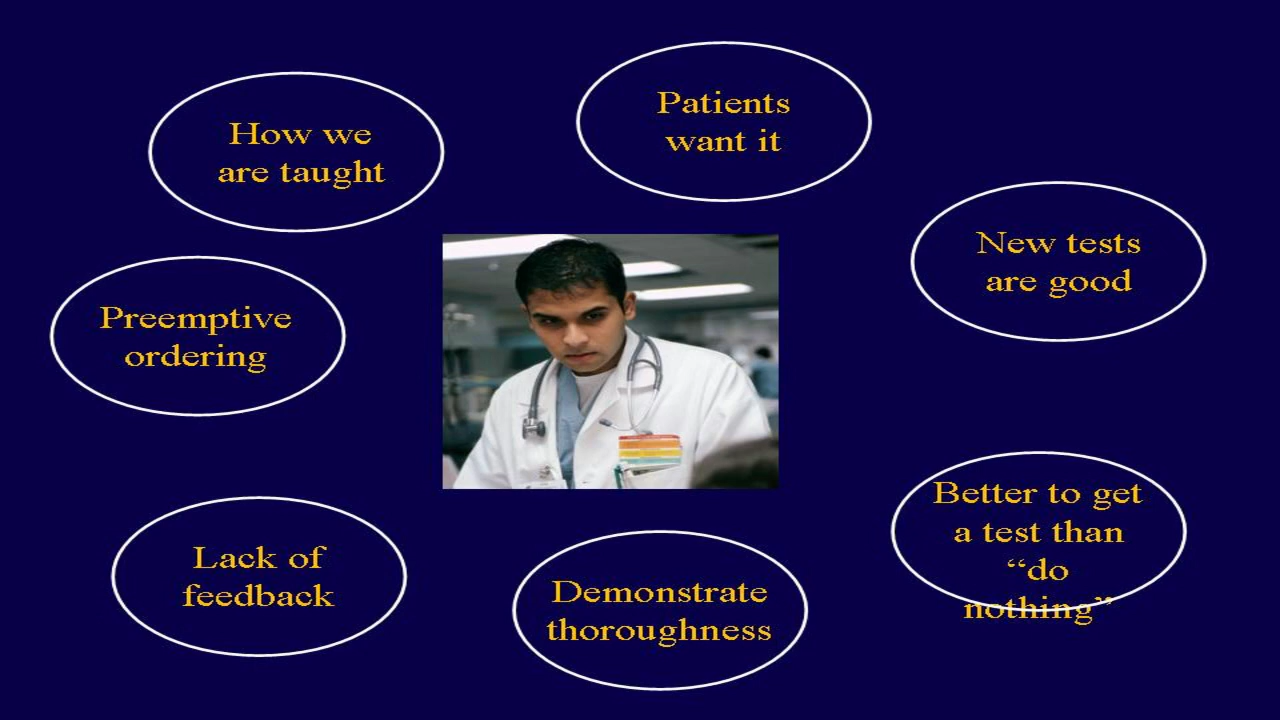 How we
are taught
Patients
want it
New tests
are good
Preemptive
ordering
Better to get
a test than
“do
nothing”
Lack of
feedback
Demonstrate
thoroughness